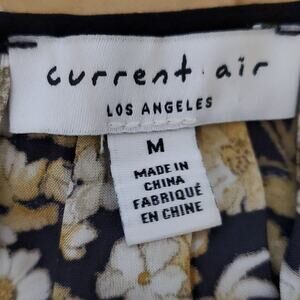 current air
LOS ANGELES
M
MADE IN
CHINA
FABRIQUÉ
EN CHINE